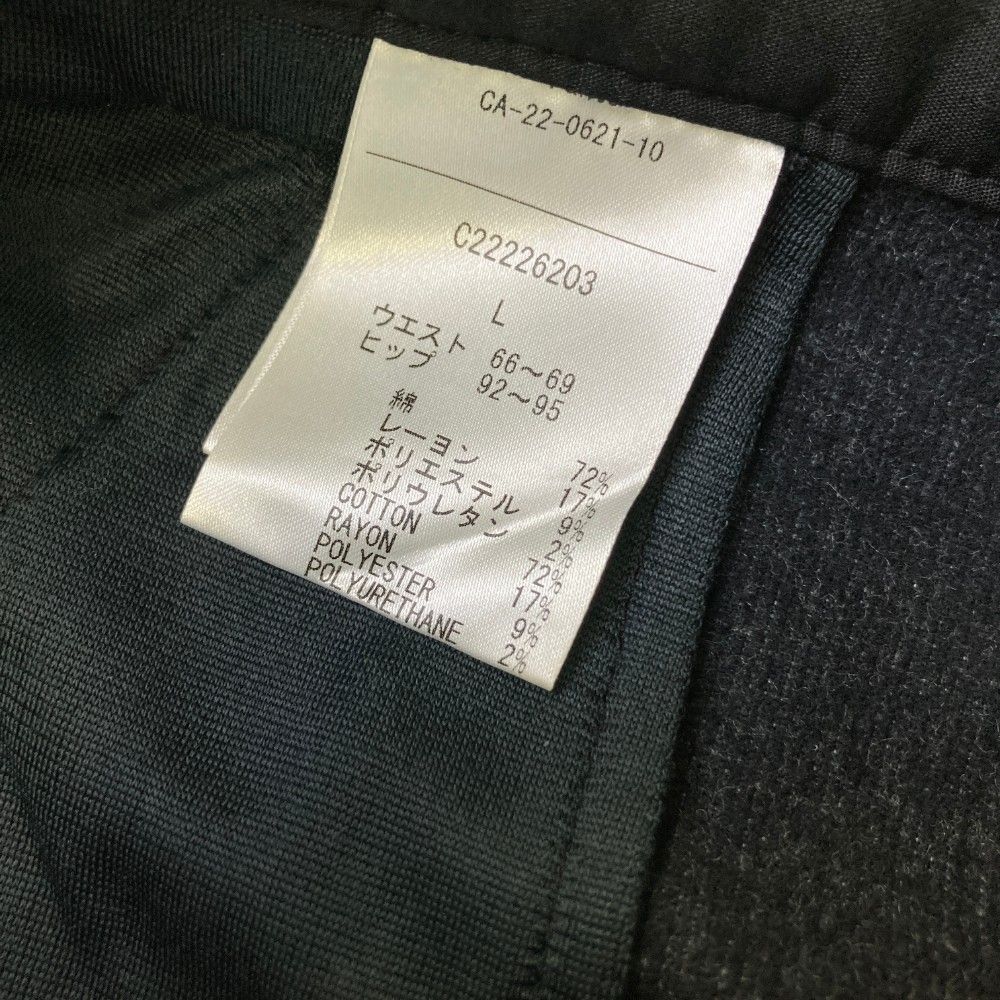 CA-22-0621-10
C22226203
L
ウエスト 66～69
ヒップ 92～95
綿 72%
レーヨン 17%
ポリエステル 9%
ポリウレタン 2%
COTTON 72%
RAYON 17%
POLYESTER 9%
POLYURETHANE 2%